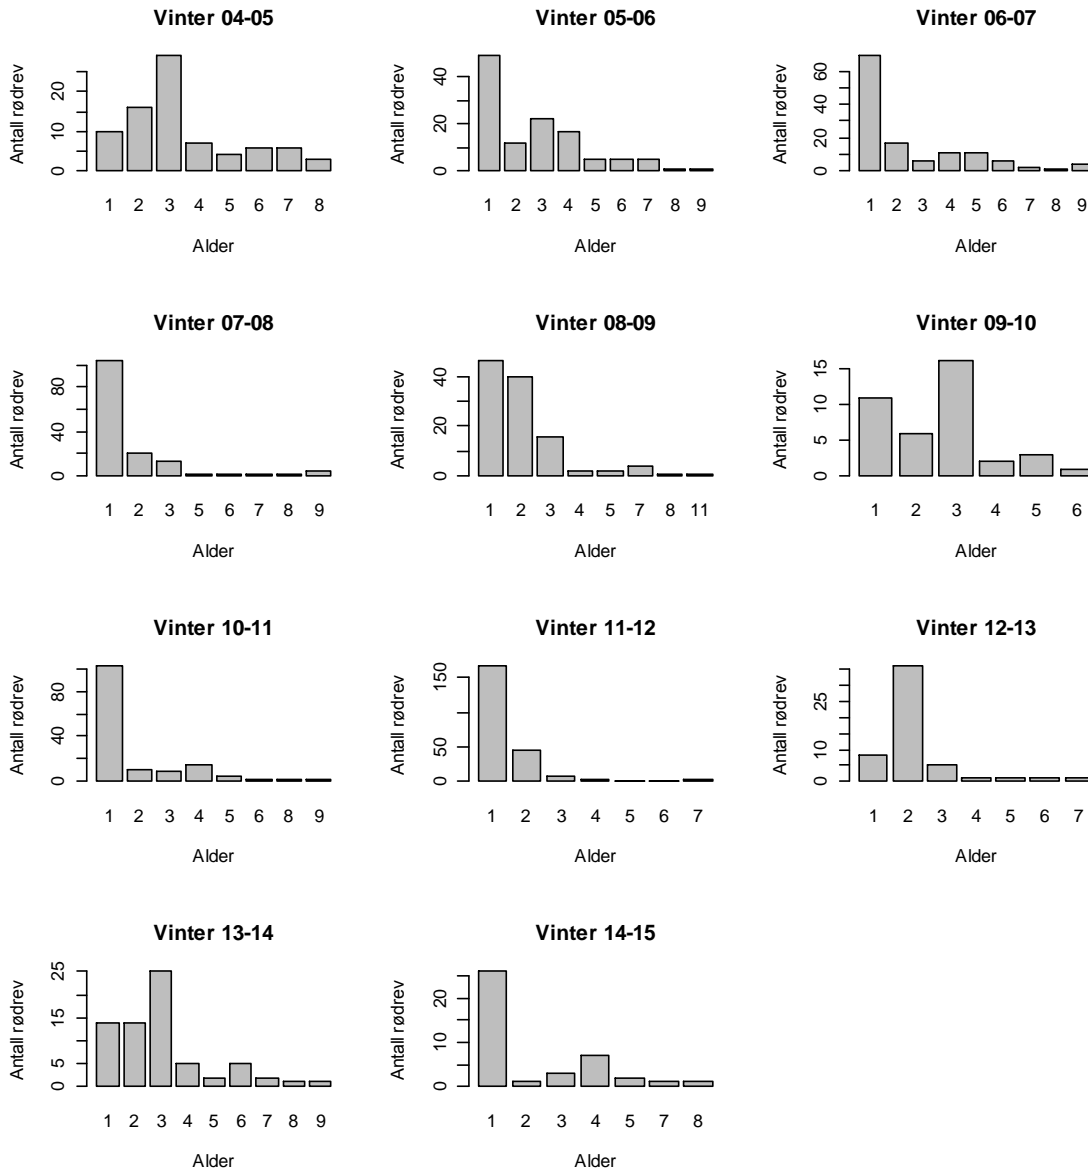 Vinter 04-05
Antall rødrev
20
10
0
1 2 3 4 5 6 7 8
Alder
Vinter 05-06
Antall rødrev
40
20
0
1 2 3 4 5 6 7 8 9
Alder
Vinter 06-07
Antall rødrev
60
40
20
0
1 2 3 4 5 6 7 8 9
Alder
Vinter 07-08
Antall rødrev
80
40
0
1 2 3 5 6 7 8 9
Alder
Vinter 08-09
Antall rødrev
40
20
0
1 2 3 4 5 7 8 11
Alder
Vinter 09-10
Antall rødrev
15
10
5
0
1 2 3 4 5 6
Alder
Vinter 10-11
Antall rødrev
80
40
0
1 2 3 4 5 6 8 9
Alder
Vinter 11-12
Antall rødrev
150
50
0
1 2 3 4 5 6 7
Alder
Vinter 12-13
Antall rødrev
25
10
0
1 2 3 4 5 6 7
Alder
Vinter 13-14
Antall rødrev
25
15
5
0
1 2 3 4 5 6 7 8 9
Alder
Vinter 14-15
Antall rødrev
20
10
0
1 2 3 4 5 7 8
Alder